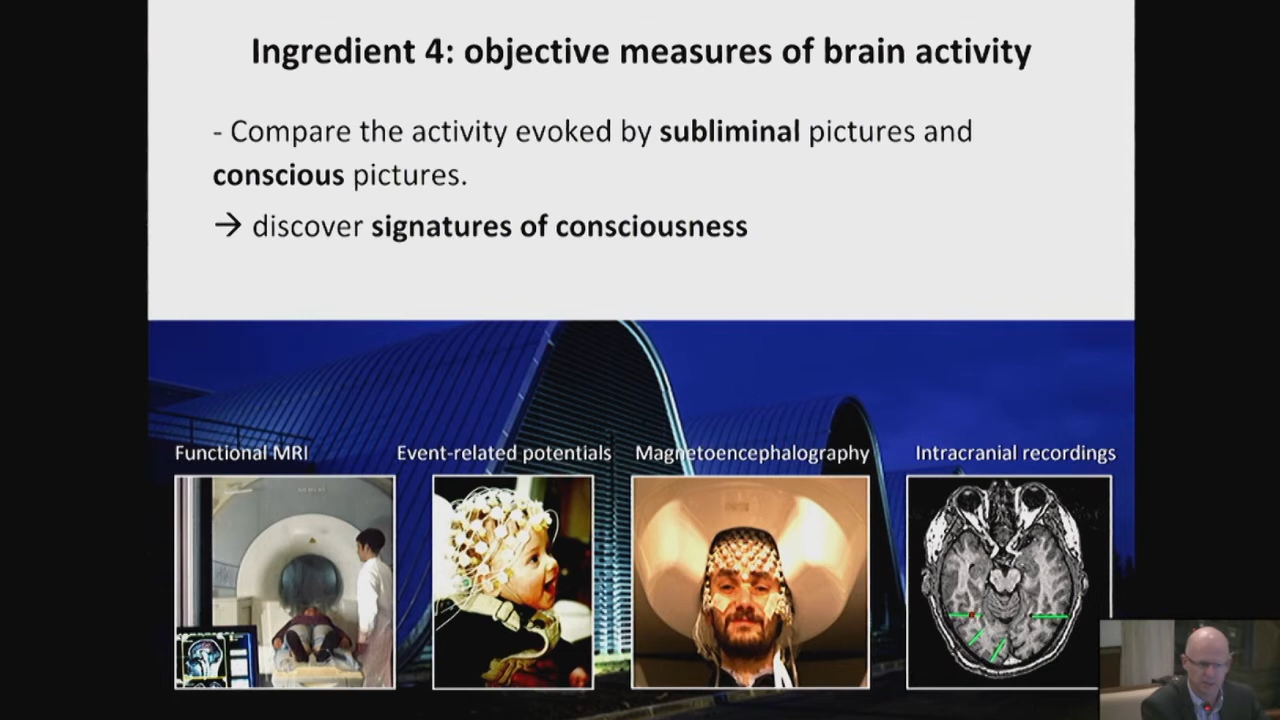 Ingredient 4: objective measures of brain activity
- Compare the activity evoked by subliminal pictures and
conscious pictures.
→ discover signatures of consciousness
Functional MRI
Event-related potentials
Magnetoencephalography
Intracranial recordings